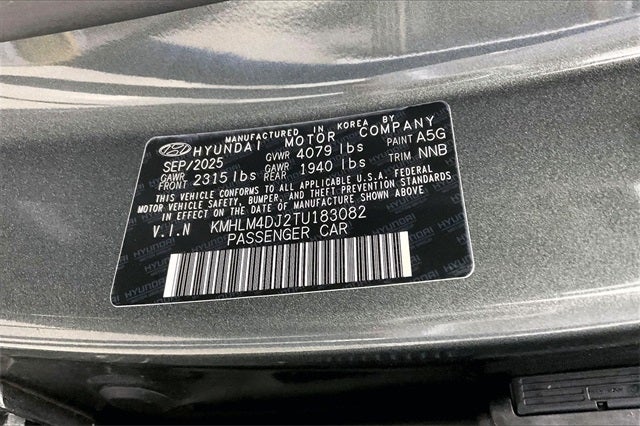 MANUFACTURED IN KOREA BY
HYUNDAI MOTOR COMPANY
SEP/2025 GVWR 4079 lbs PAINT A5G
GAWR FRONT 2315 lbs GAWR REAR 1940 lbs TRIM NNB
THIS VEHICLE CONFORMS TO ALL APPLICABLE U.S.A. FEDERAL
MOTOR VEHICLE SAFETY, BUMPER, AND THEFT PREVENTION STANDARDS
IN EFFECT ON THE DATE OF MANUFACTURE SHOWN ABOVE.
V.I.N KMHLM4DJ2TU183082
PASSENGER CAR